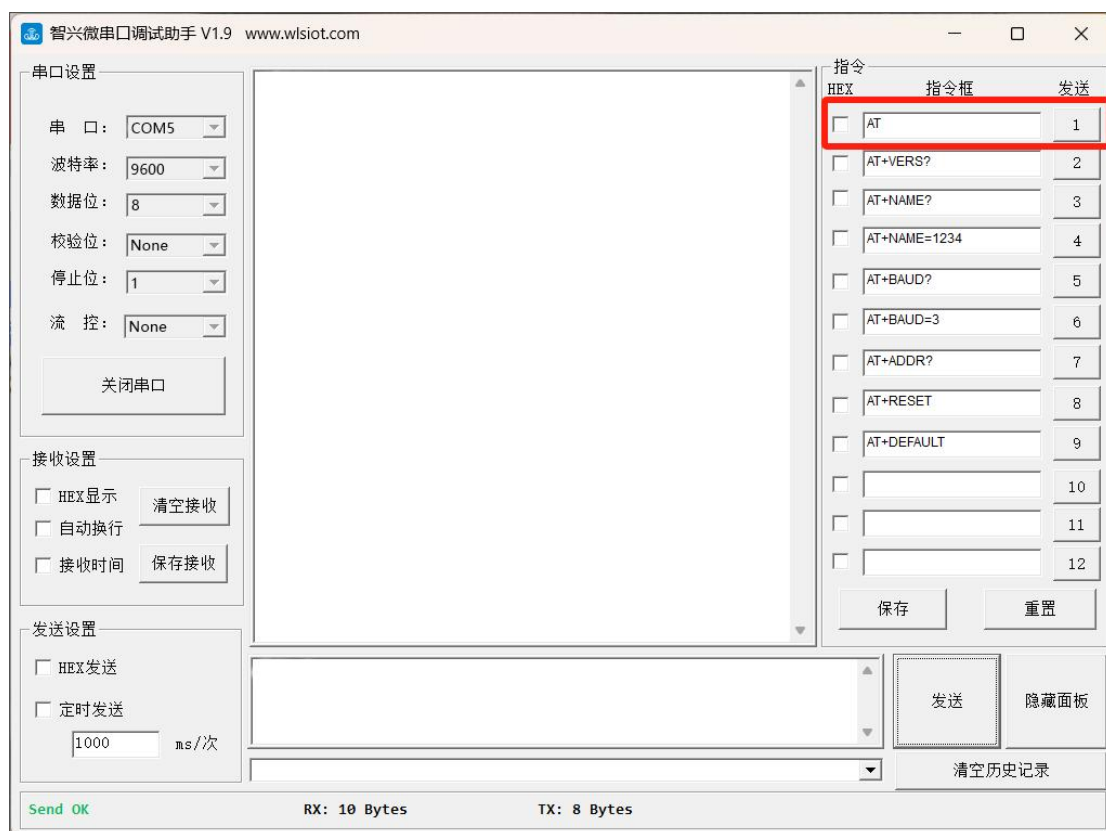 智兴微串口调试助手 V1.9 www.wlsiot.com
串口设置
串 口: COM5
波特率: 9600
数据位: 8
校验位: None
停止位: 1
流 控: None
关闭串口
接收设置
HEX显示
清空接收
自动换行
接收时间
保存接收
发送设置
HEX发送
定时发送
1000 ms/次
指令
HEX 指令框 发送
AT 1
AT+VERS? 2
AT+NAME? 3
AT+NAME=1234 4
AT+BAUD? 5
AT+BAUD=3 6
AT+ADDR? 7
AT+RESET 8
AT+DEFAULT 9
10
11
12
保存 重置
发送 隐藏面板
清空历史记录
Send OK RX: 10 Bytes TX: 8 Bytes